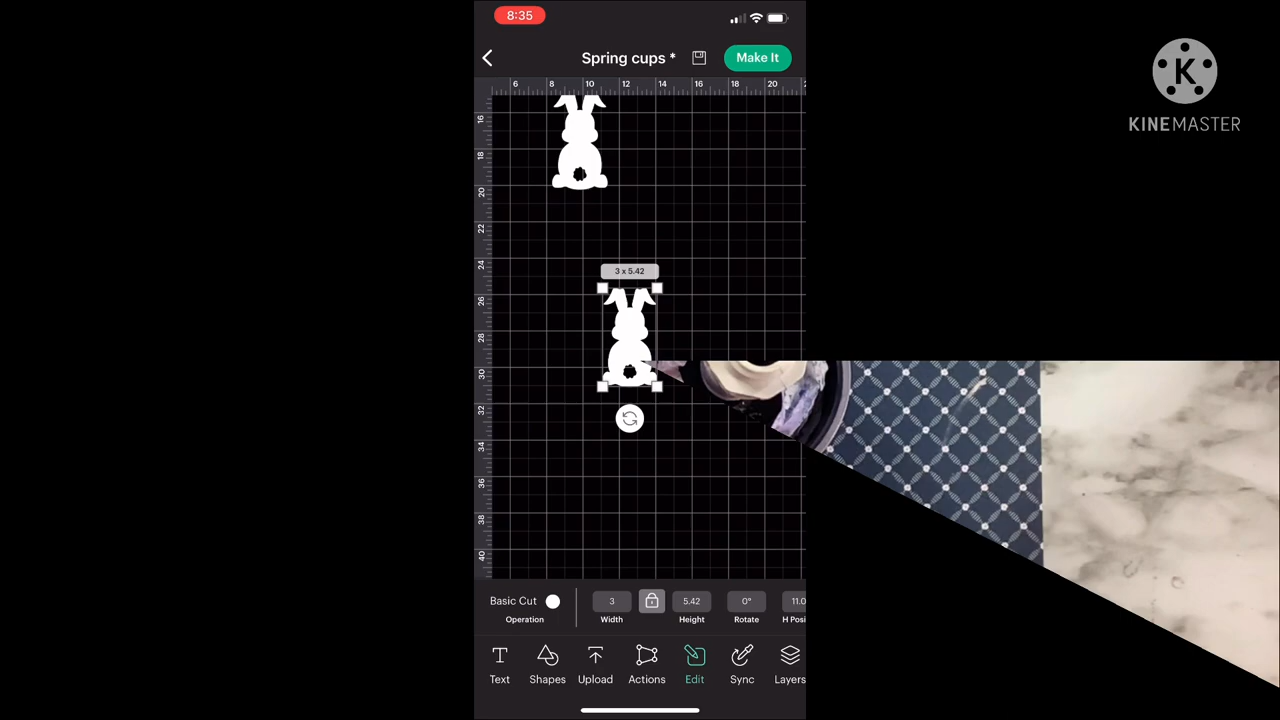 8:35
Spring cups *
Make It
K
KINEMASTER
6 8 10 12 14 16 18 20
16
18
20
22
24
26
28
30
32
34
36
38
40
3 x 5.42
Basic Cut
Operation
3
Width
5.42
Height
0°
Rotate
11.0
H Posi
Text
Shapes
Upload
Actions
Edit
Sync
Layers